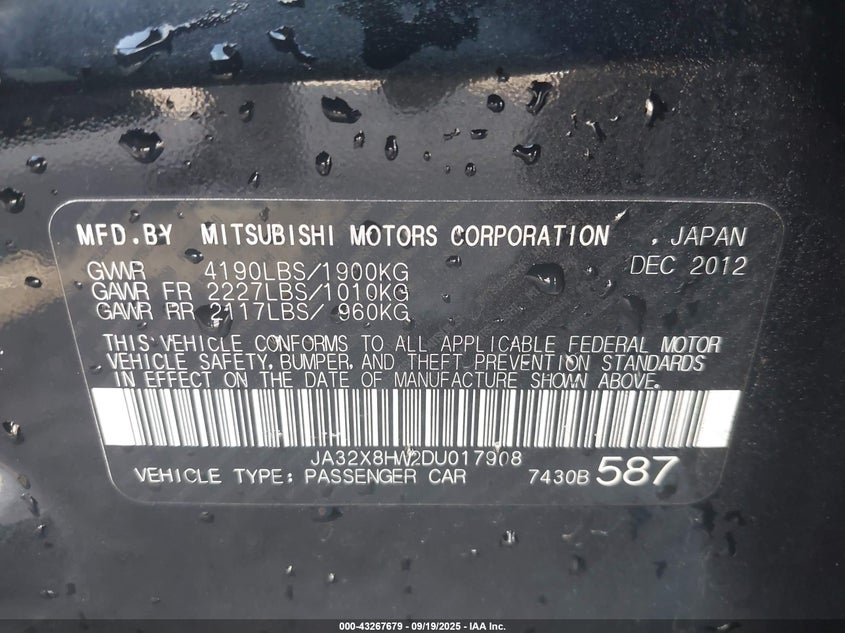 MFD.BY MITSUBISHI MOTORS CORPORATION , JAPAN
GVWR 4190LBS/1900KG DEC 2012
GAWR FR 2227LBS/1010KG
GAWR RR 2117LBS/ 960KG
THIS VEHICLE CONFORMS TO ALL APPLICABLE FEDERAL MOTOR
VEHICLE SAFETY, BUMPER, AND THEFT PREVENTION STANDARDS
IN EFFECT ON THE DATE OF MANUFACTURE SHOWN ABOVE.
JA32X8HW2DU017908
VEHICLE TYPE: PASSENGER CAR 7430B 587
000-43267679 - 09/19/2025 - IAA Inc.